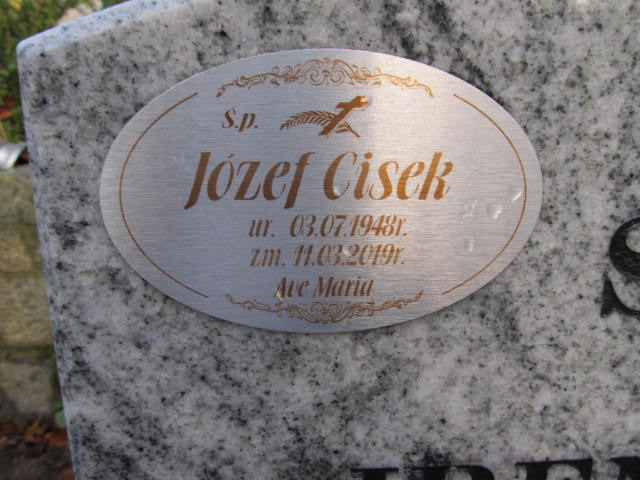 Ś.p.
Józef Cisek
ur. 03.07.1948r.
zm. 11.03.2019r.
Ave Maria